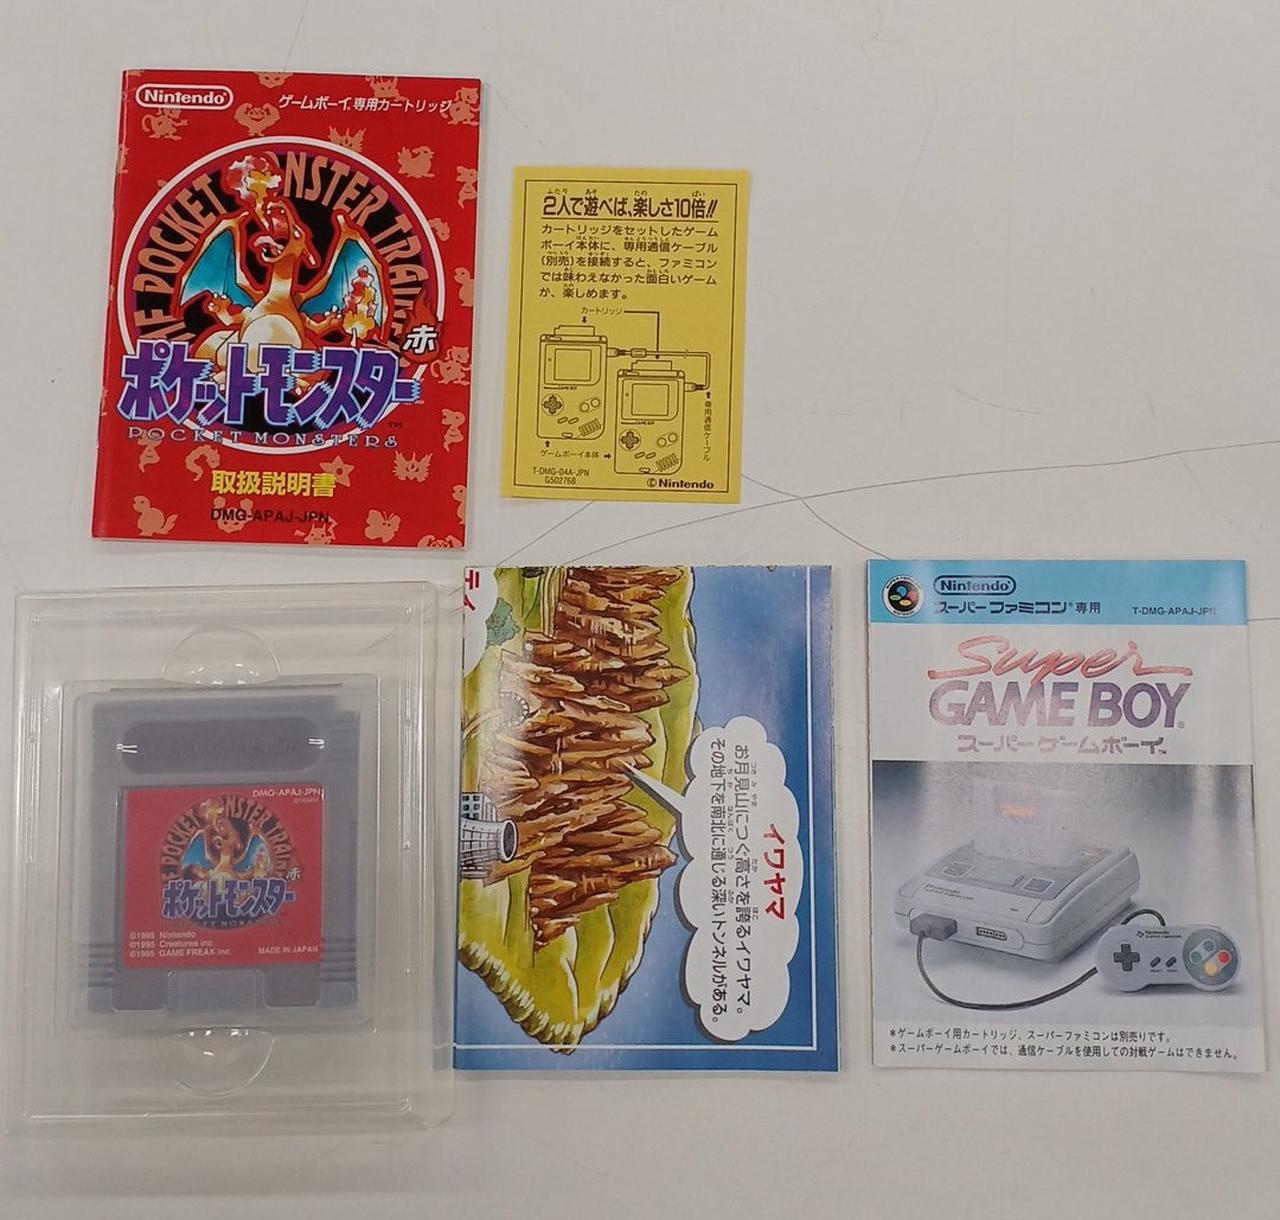 Nintendo
ゲームボーイ®専用カートリッジ
OF POCKET MONSTER TRAINER
赤
ポケットモンスター
™
POCKET MONSTERS
取扱説明書
DMG-APAJ-JPN
2人で遊べば、楽しさ10倍!!
カートリッジをセットしたゲーム
ボーイ本体に、専用通信ケーブル
(別売)を接続すると、ファミコン
では味わえなかった面白いゲーム
が、楽しめます。
カートリッジ
専用通信ケーブル
ゲームボーイ本体
T-DMG-04A-JPN
G502768
©Nintendo
DMG-APAJ-JPN
POCKET MONSTER TRAIN
赤
ポケットモンスター
©1995 Nintendo
©1995 Creatures inc.
©1995 GAME FREAK inc.
MADE IN JAPAN
イワヤマ
お月見山につぐ高さを誇るイワヤマ。
その地下を南北に通じる深いトンネルがある。
Nintendo
スーパーファミコン®専用
T-DMG-APAJ-JPN
Super
GAME BOY®
スーパーゲームボーイ™
Nintendo
＊ゲームボーイ用カートリッジ、スーパーファミコンは別売りです。
＊スーパーゲームボーイでは、通信ケーブルを使用しての対戦ゲームはできません。